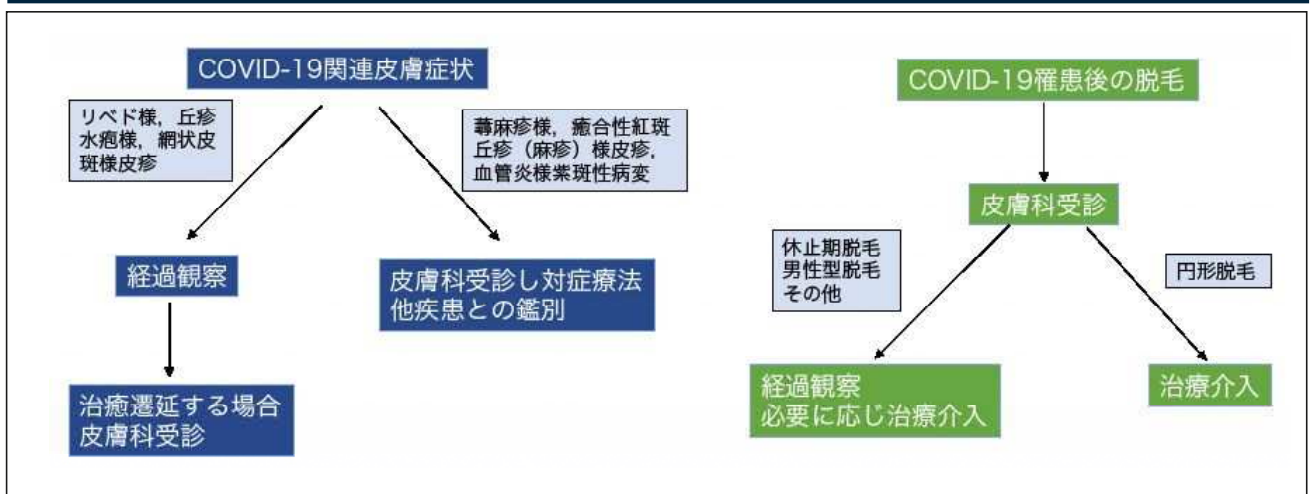 COVID-19関連皮膚症状
リベド様，丘疹
水疱様，網状皮
斑様皮疹
蕁麻疹様，癒合性紅斑
丘疹（麻疹）様皮疹，
血管炎様紫斑性病変
経過観察
皮膚科受診し対症療法
他疾患との鑑別
治癒遷延する場合
皮膚科受診
COVID-19罹患後の脱毛
皮膚科受診
休止期脱毛
男性型脱毛
その他
円形脱毛
経過観察
必要に応じ治療介入
治療介入